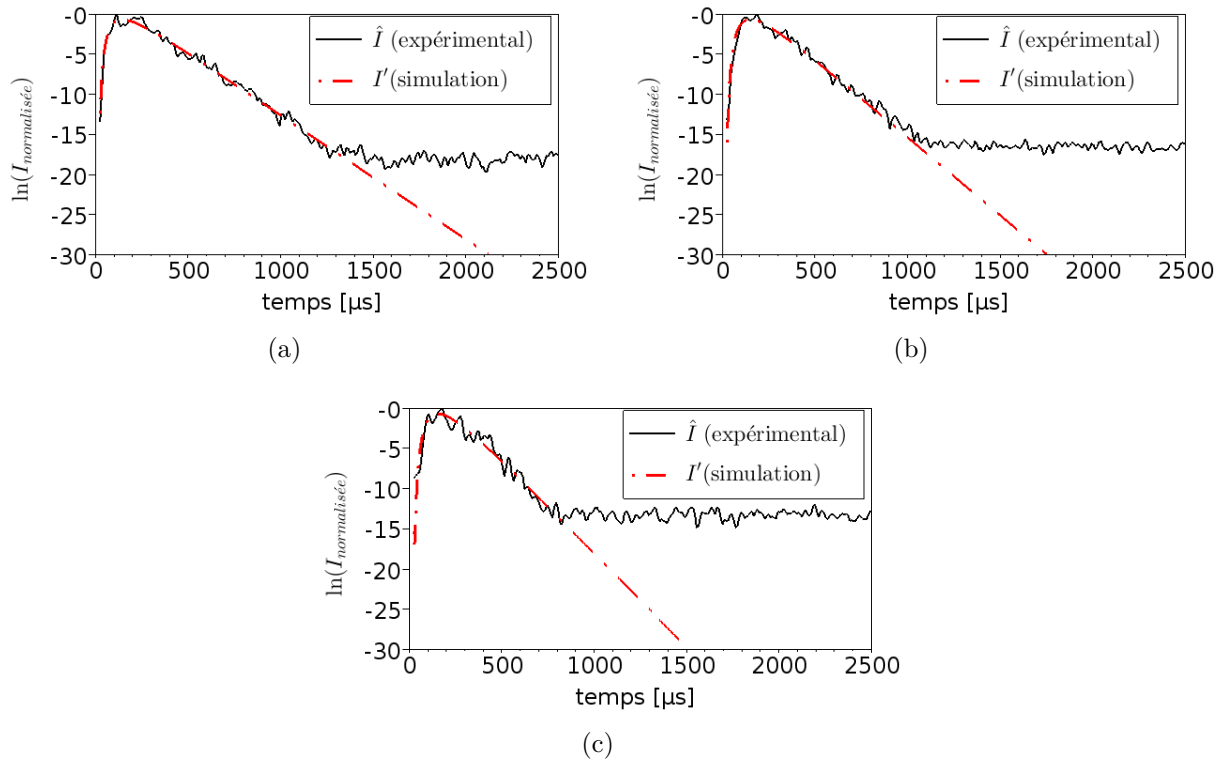 -0
-5
-10
-15
-20
-25
-30
ln(I_normalisée)
Î (expérimental)
I′(simulation)
0 500 1000 1500 2000 2500
temps [µs]
(a)
-0
-5
-10
-15
-20
-25
-30
ln(I_normalisée)
Î (expérimental)
I′(simulation)
0 500 1000 1500 2000 2500
temps [µs]
(b)
-0
-5
-10
-15
-20
-25
-30
ln(I_normalisée)
Î (expérimental)
I′(simulation)
0 500 1000 1500 2000 2500
temps [µs]
(c)